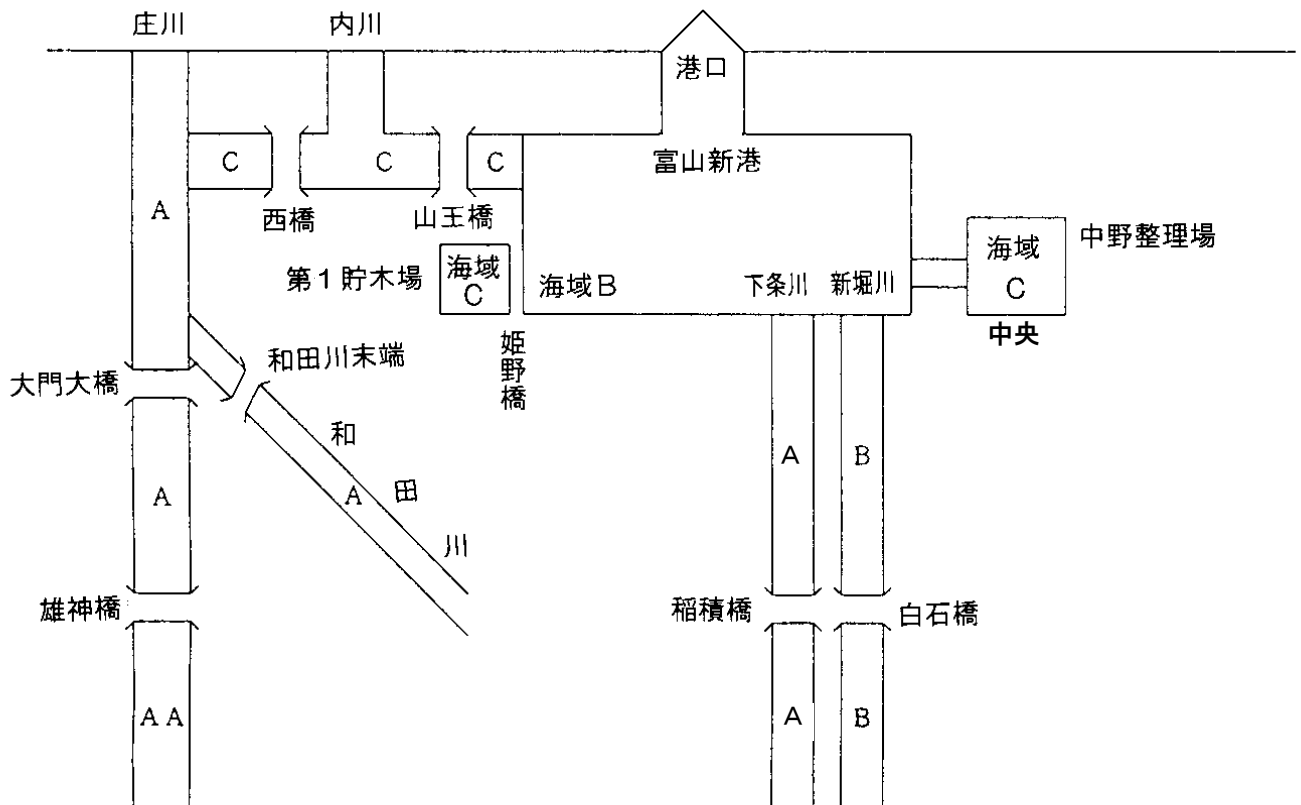 庄川
内川
港口
C
C
C
富山新港
A
西橋
山王橋
中野整理場
海域
C
中央
第1貯木場
海域
C
海域B
下条川
新堀川
姫野橋
和田川末端
大門大橋
和田川
A
A
A
B
雄神橋
稲積橋
白石橋
AA
A
B